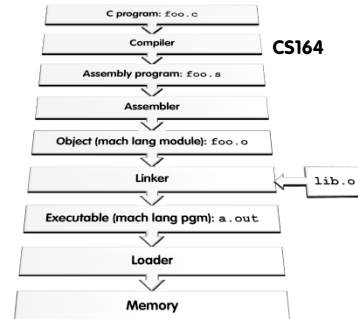 C program: foo.c
Compiler
CS164
Assembly program: foo.s
Assembler
Object (mach lang module): foo.o
Linker
lib.o
Executable (mach lang pgm): a.out
Loader
Memory